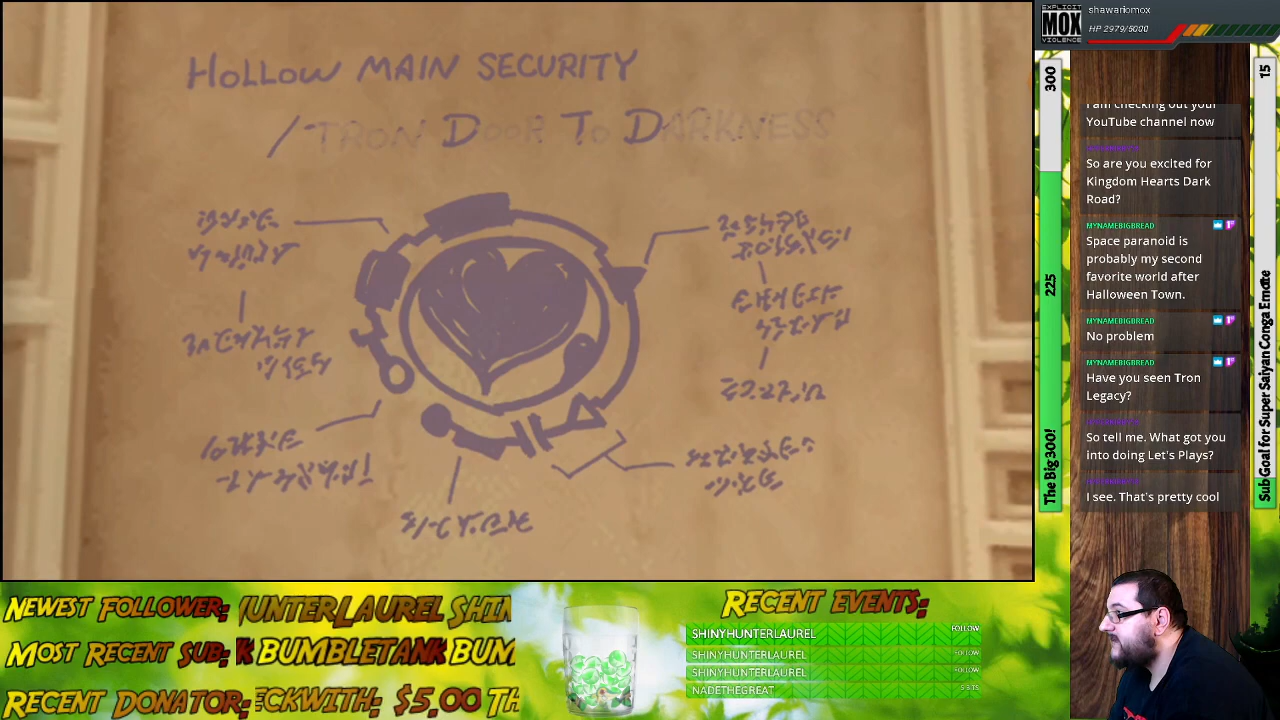 HOLLOW MAIN SECURITY
/TRON DOOR TO DARKNESS
EXPLICIT
MOX
VIOLENCE
shawariomox
HP 2979/5000
300
225
The Big 300!
15
Sub Goal for Super Saiyan Conga Emote
I am checking out your
YouTube channel now
So are you excited for
Kingdom Hearts Dark
Road?
MYNAMEBIGBREAD
Space paranoid is
probably my second
favorite world after
Halloween Town.
MYNAMEBIGBREAD
No problem
MYNAMEBIGBREAD
Have you seen Tron
Legacy?
So tell me. What got you
into doing Let's Plays?
I see. That's pretty cool
NEWEST FOLLOWER: UNTERLAUREL SHIN
MOST RECENT SUB: K BUMBLETANK BUM
RECENT DONATOR: ECKWITH: $5.00 TH
RECENT EVENTS:
SHINYHUNTERLAUREL FOLLOW
SHINYHUNTERLAUREL FOLLOW
SHINYHUNTERLAUREL FOLLOW
NADETHEGREAT 5 BITS